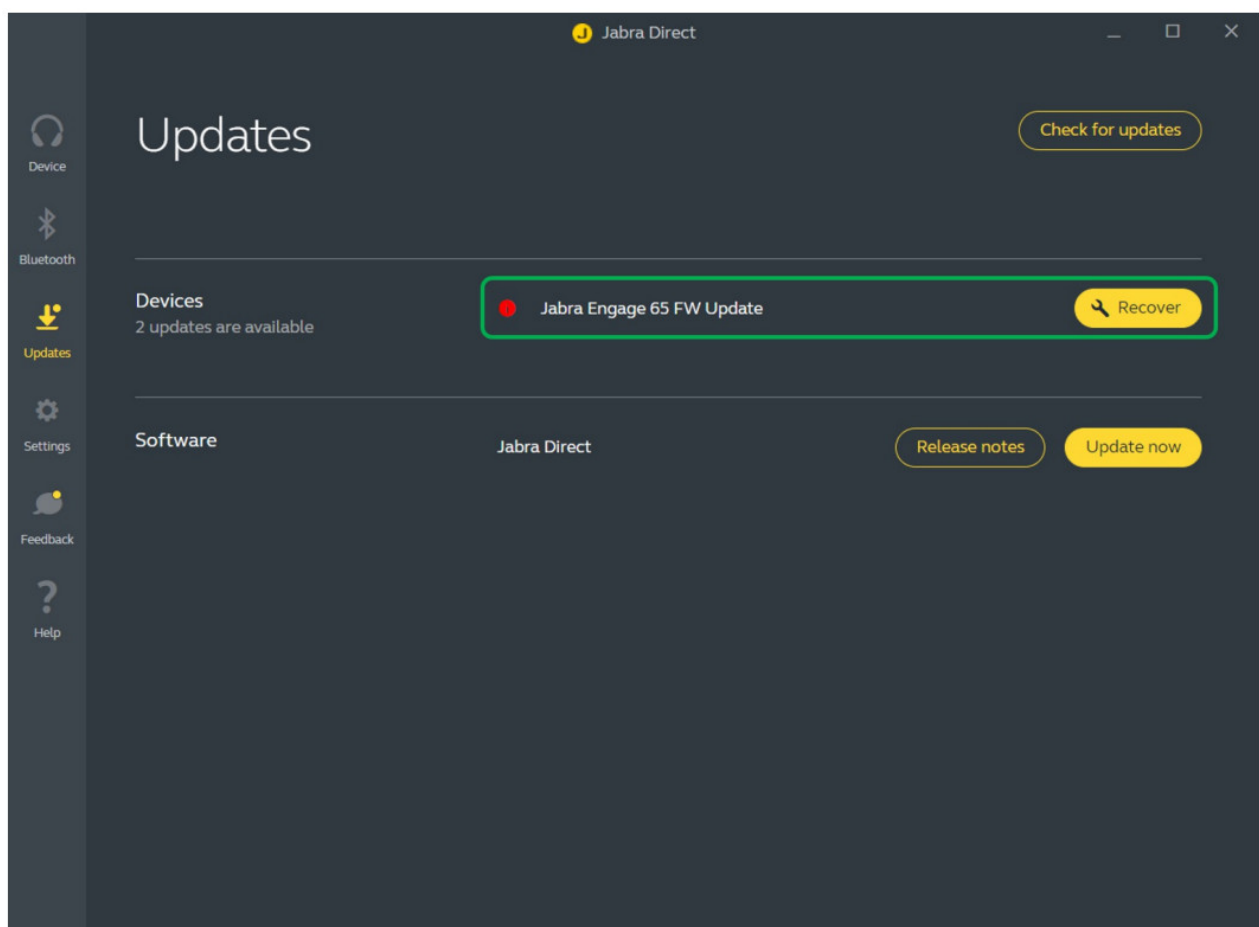 Jabra Direct
Device
Bluetooth
Updates
Settings
Feedback
Help
Updates
Check for updates
Devices
2 updates are available
Jabra Engage 65 FW Update
Recover
Software
Jabra Direct
Release notes
Update now